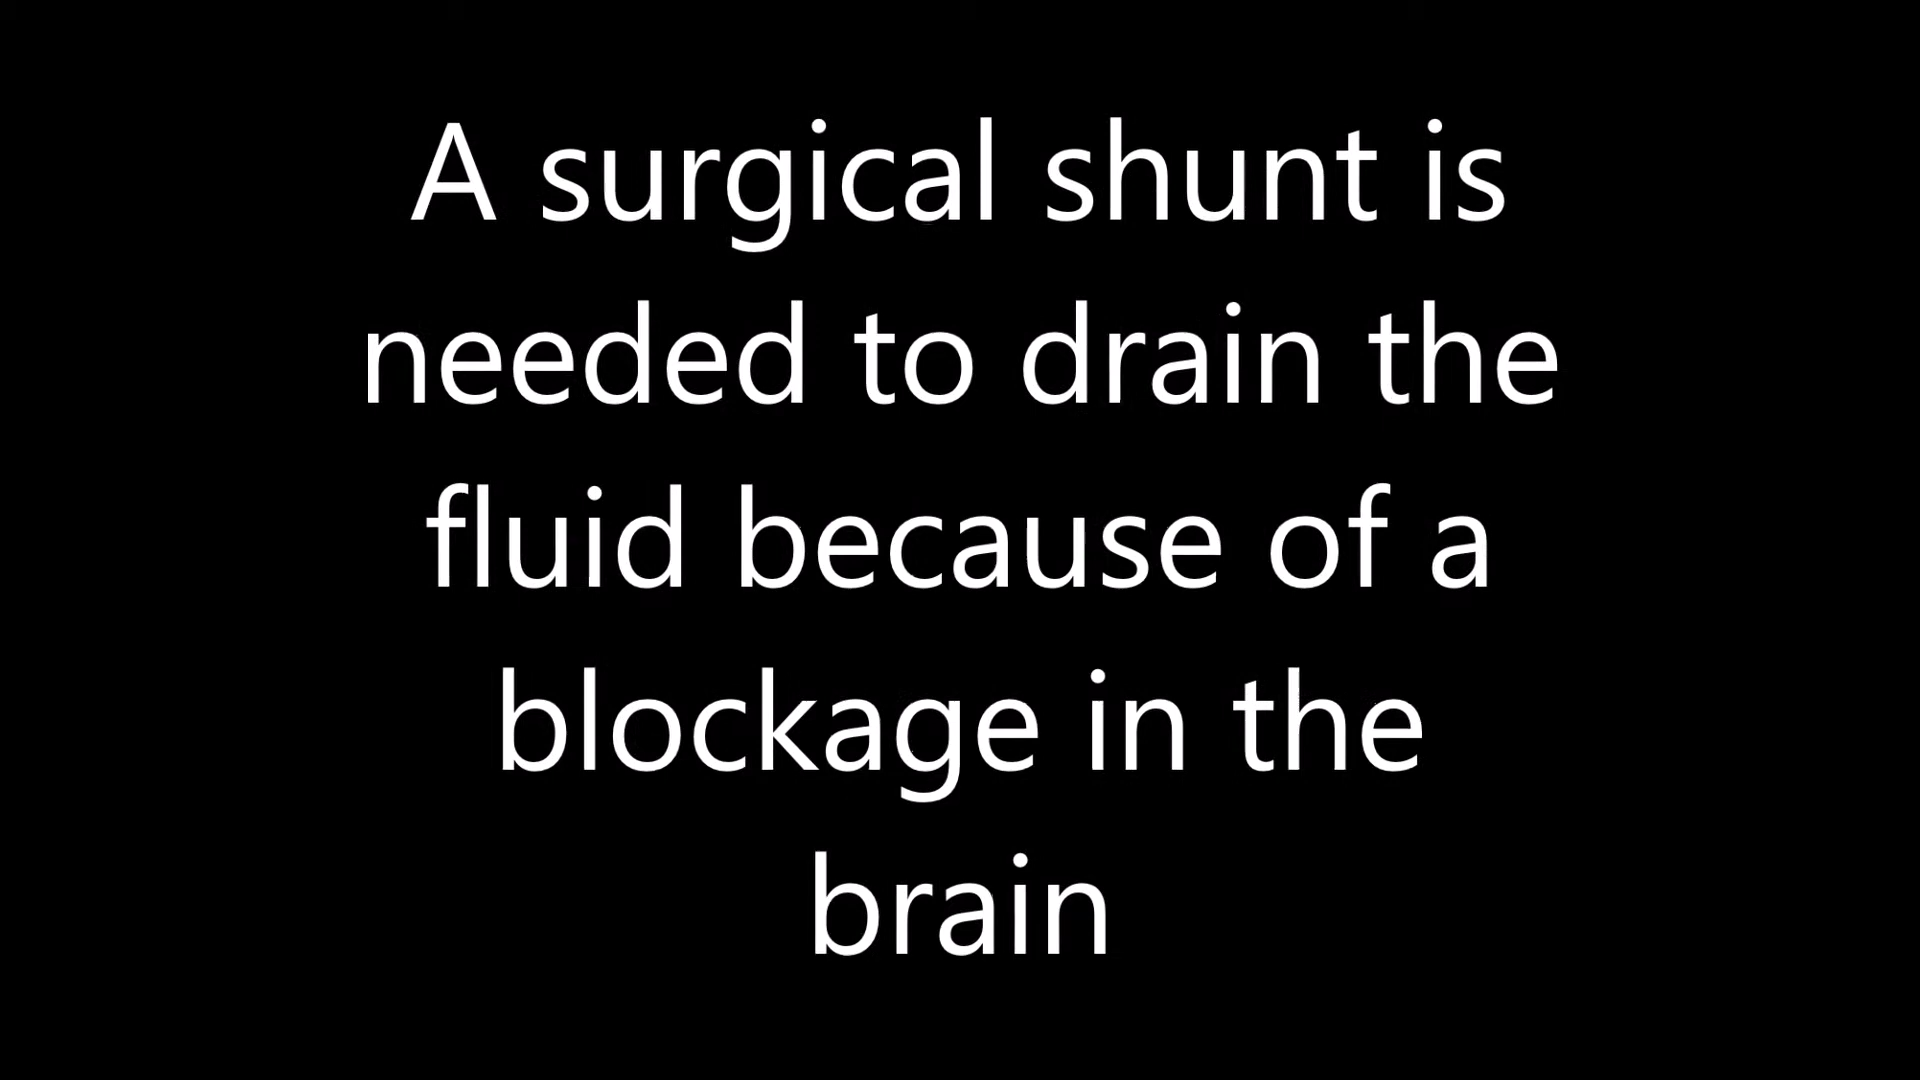 A surgical shunt is
needed to drain the
fluid because of a
blockage in the
brain